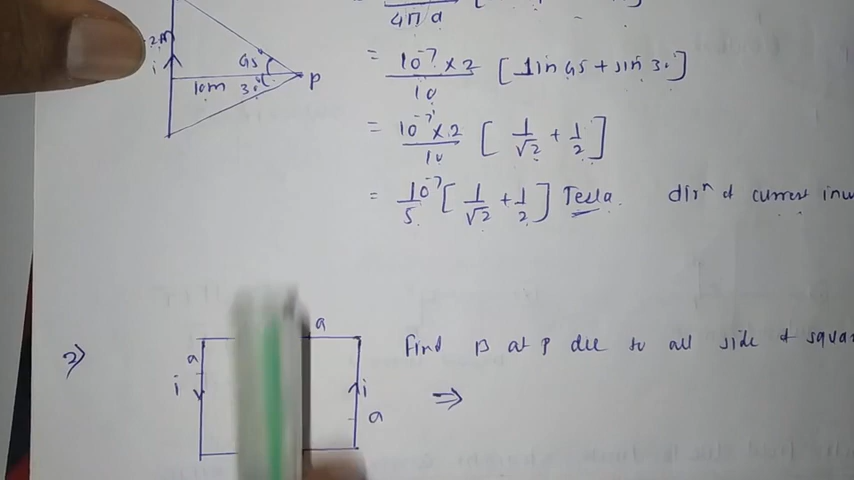 4π a [
2A
i
45
10m 30° P
= 10⁻⁷ × 2 / 10 [sin 45 + sin 30]
= 10⁻⁷ × 2 / 10 [1/√2 + 1/2]
= 10⁻⁷ / 5 [1/√2 + 1/2] Tesla. dirⁿ of current inw
2⇒
a
a
i
i
a
Find B at P due to all side of squa
⇒